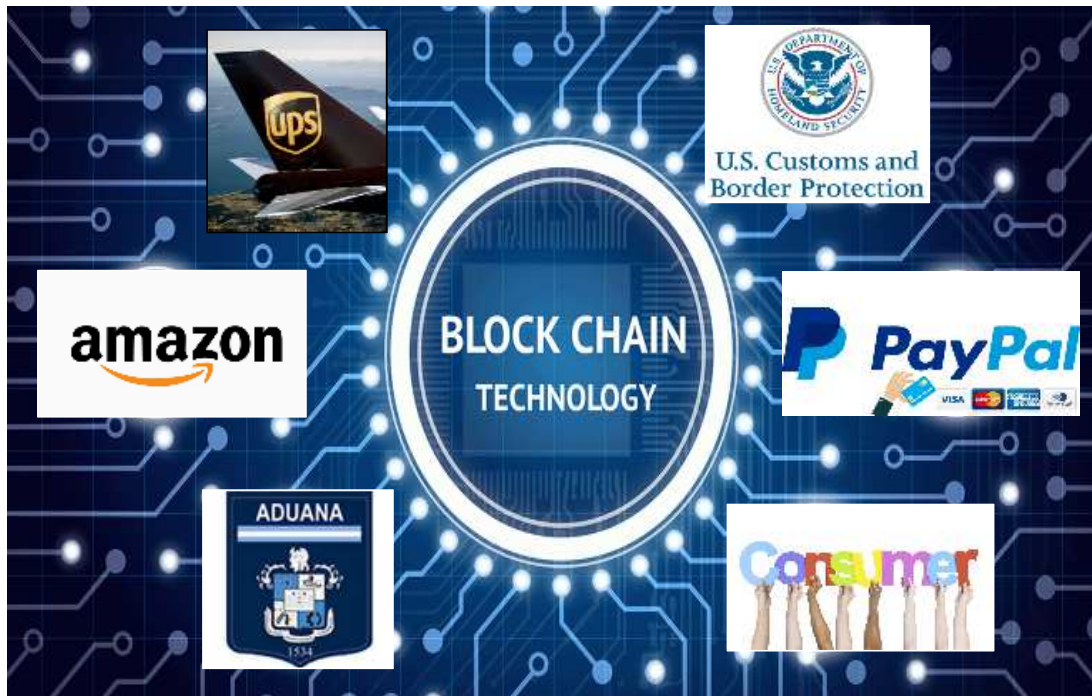 ups
U.S. DEPARTMENT OF
HOMELAND SECURITY
U.S. Customs and
Border Protection
amazon
BLOCK CHAIN
TECHNOLOGY
PayPal
VISA
ADUANA
1534
Consumer